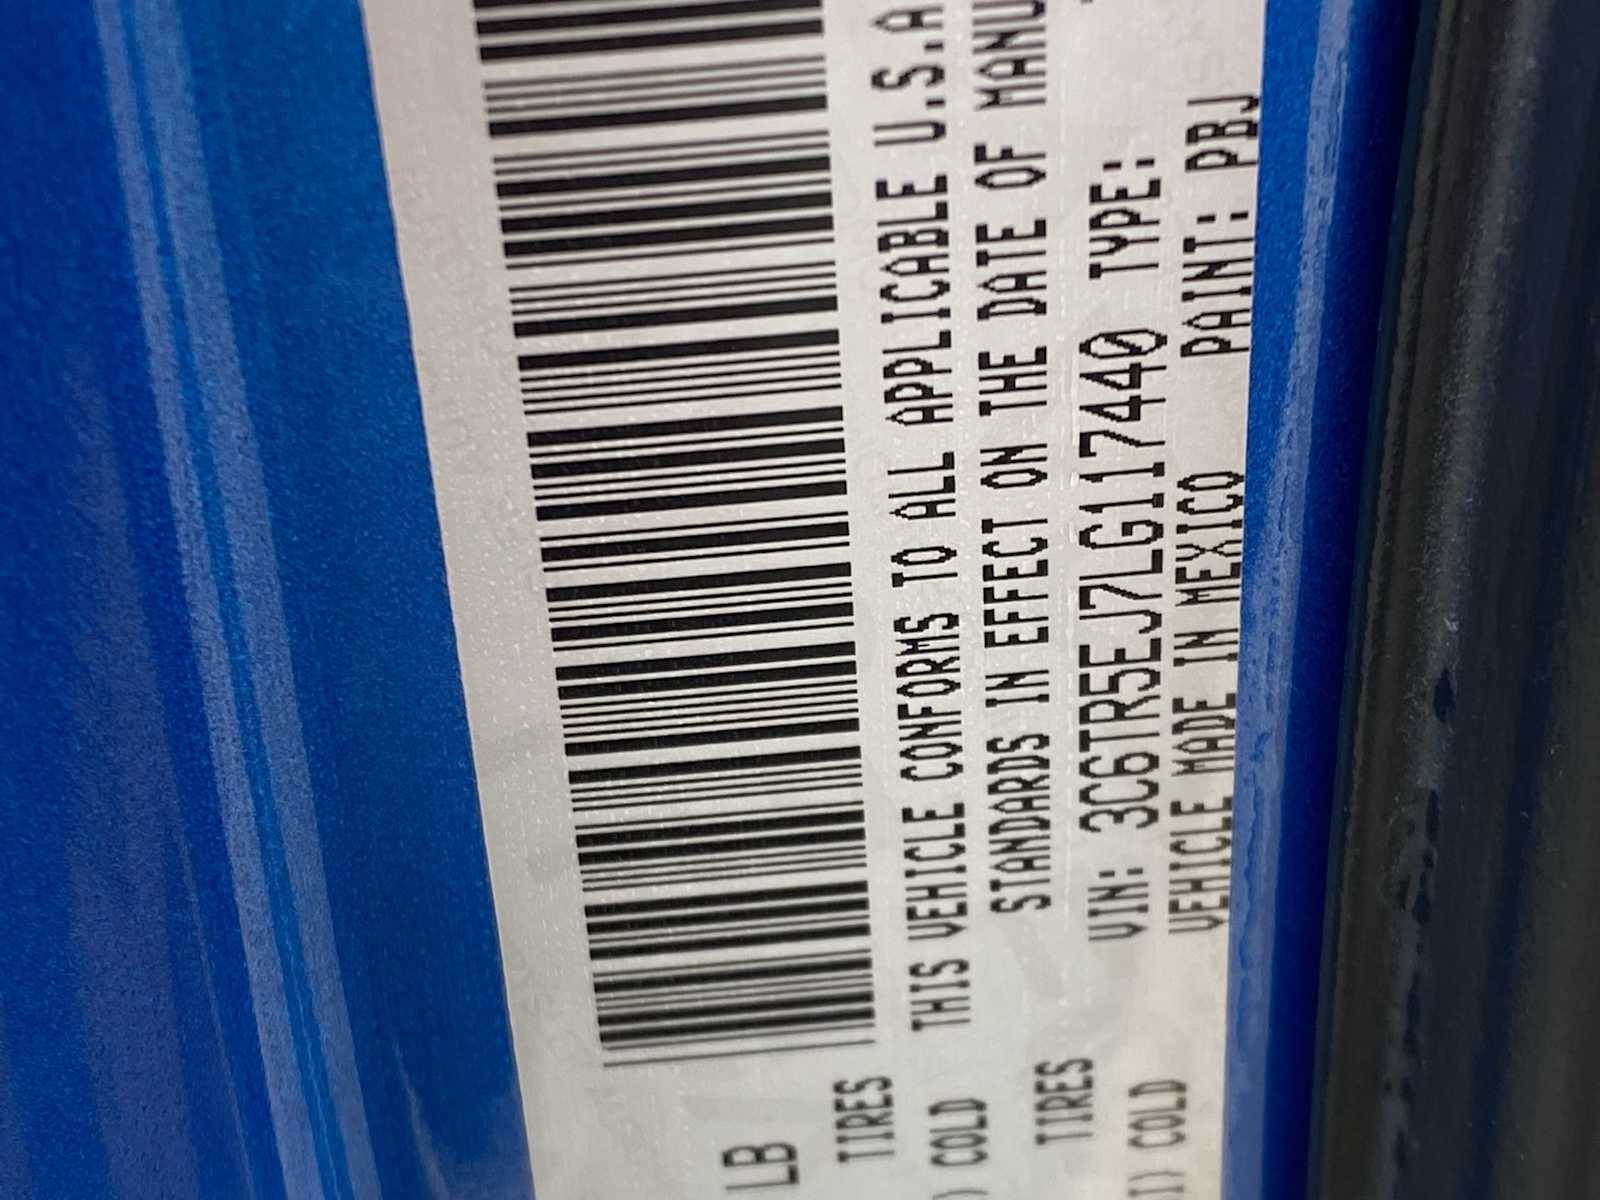 LB
TIRES
) COLD
TIRES
I) COLD
THIS VEHICLE CONFORMS TO ALL APPLICABLE U.S.A
STANDARDS IN EFFECT ON THE DATE OF MANU
VIN: 3C6TR5EJ7LG117440 TYPE:
VEHICLE MADE IN MEXICO PAINT: PBJ